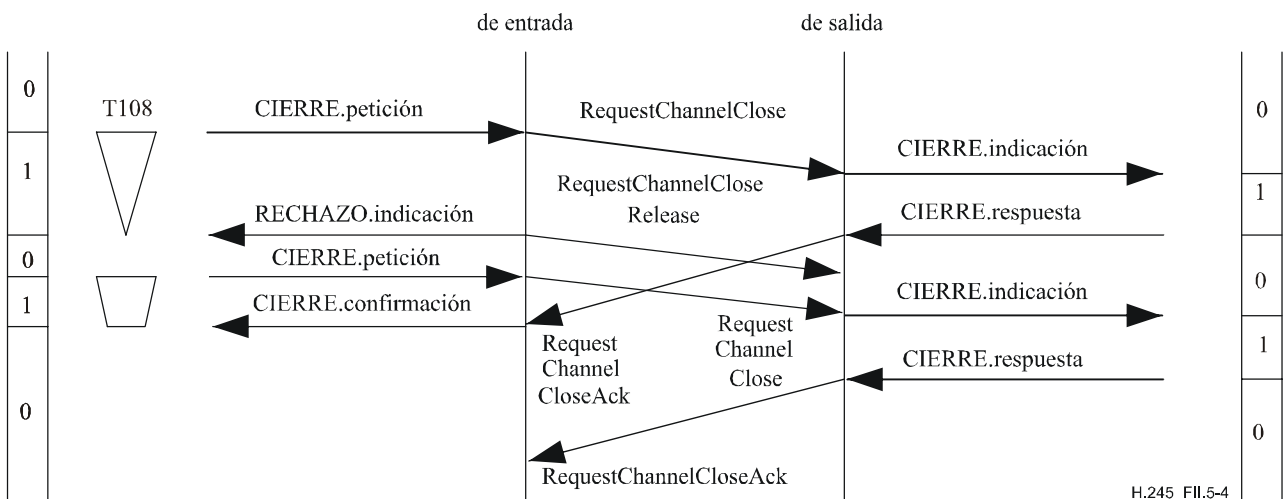 de entrada
de salida
0
T108
CIERRE.petición
RequestChannelClose
0
1
CIERRE.indicación
RequestChannelClose
Release
1
RECHAZO.indicación
CIERRE.respuesta
0
CIERRE.petición
0
1
CIERRE.confirmación
CIERRE.indicación
Request
Channel
CloseAck
Request
Channel
Close
1
CIERRE.respuesta
0
0
RequestChannelCloseAck
H.245_FII.5-4